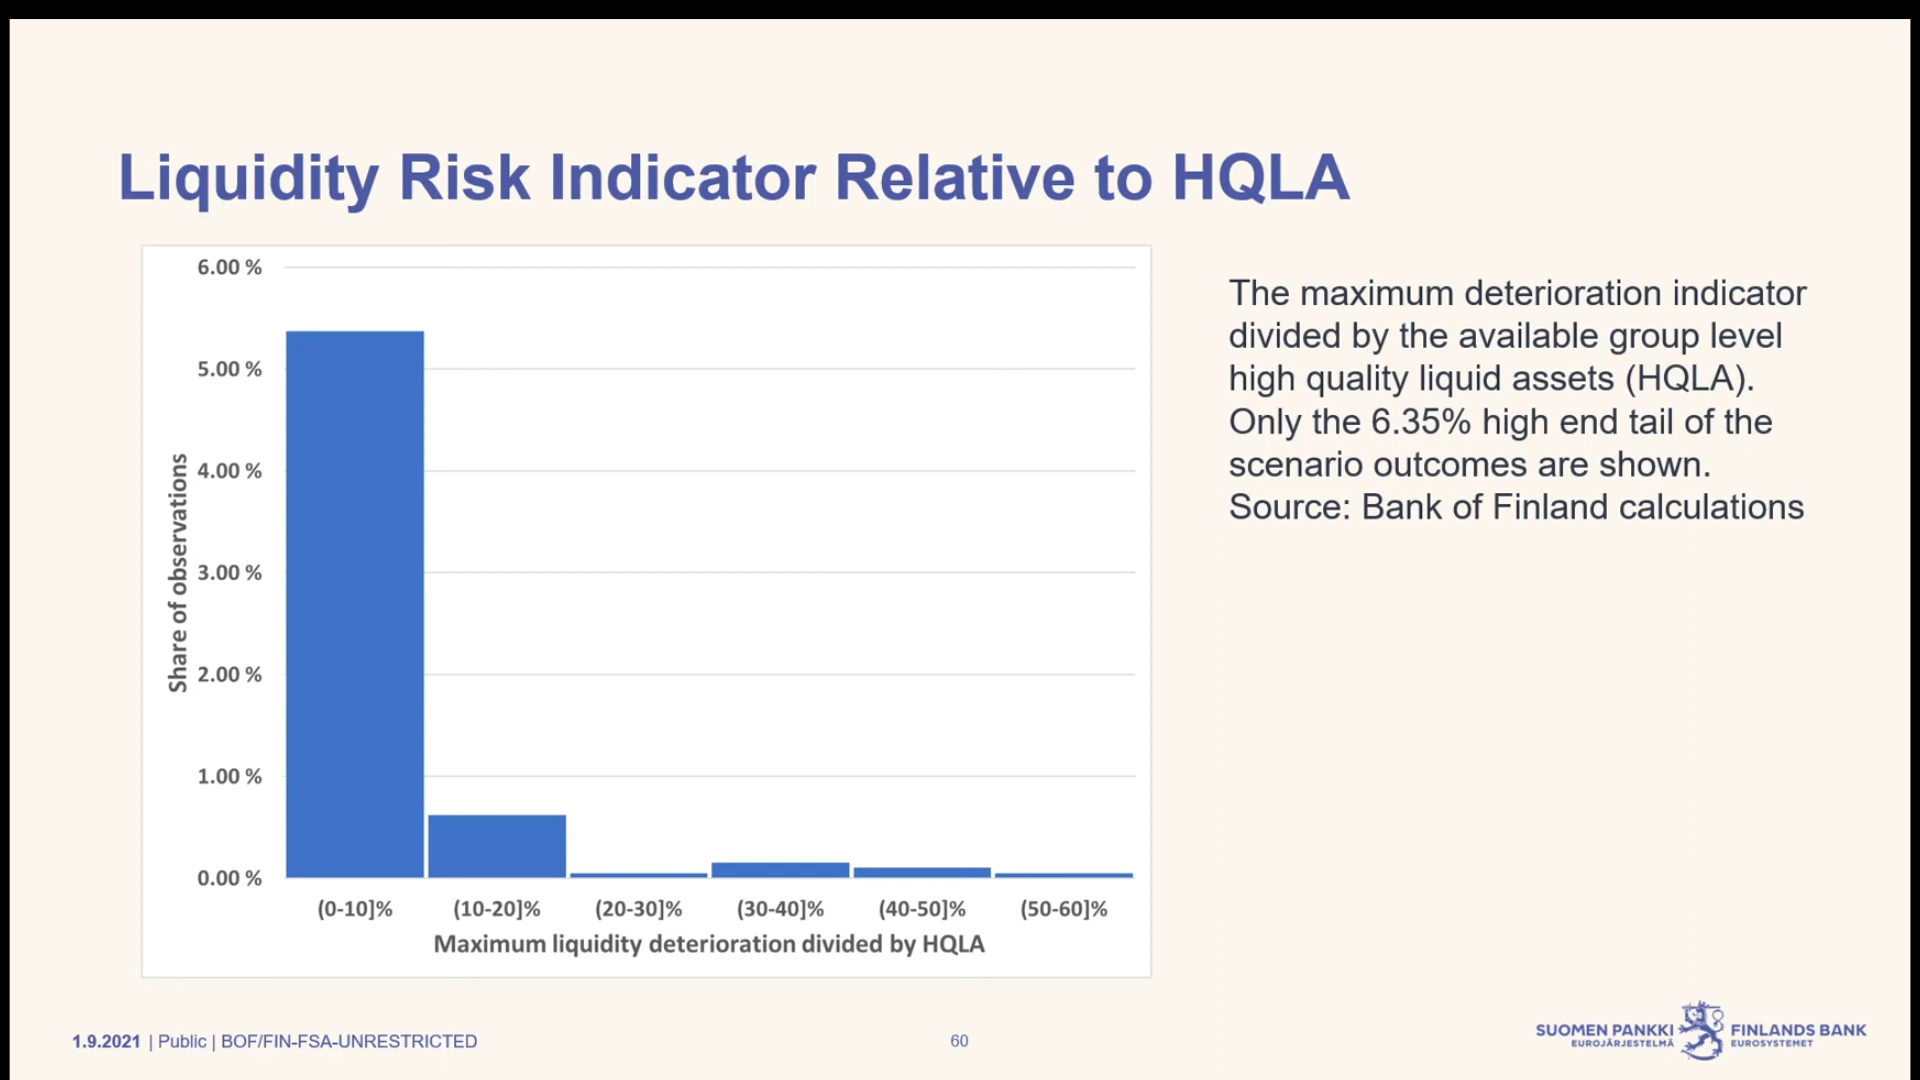 Liquidity Risk Indicator Relative to HQLA
6.00 %
5.00 %
4.00 %
3.00 %
2.00 %
1.00 %
0.00 %
Share of observations
(0-10]%
(10-20]%
(20-30]%
(30-40]%
(40-50]%
(50-60]%
Maximum liquidity deterioration divided by HQLA
The maximum deterioration indicator
divided by the available group level
high quality liquid assets (HQLA).
Only the 6.35% high end tail of the
scenario outcomes are shown.
Source: Bank of Finland calculations
1.9.2021 | Public | BOF/FIN-FSA-UNRESTRICTED
60
SUOMEN PANKKI
EUROJÄRJESTELMÄ
FINLANDS BANK
EUROSYSTEMET